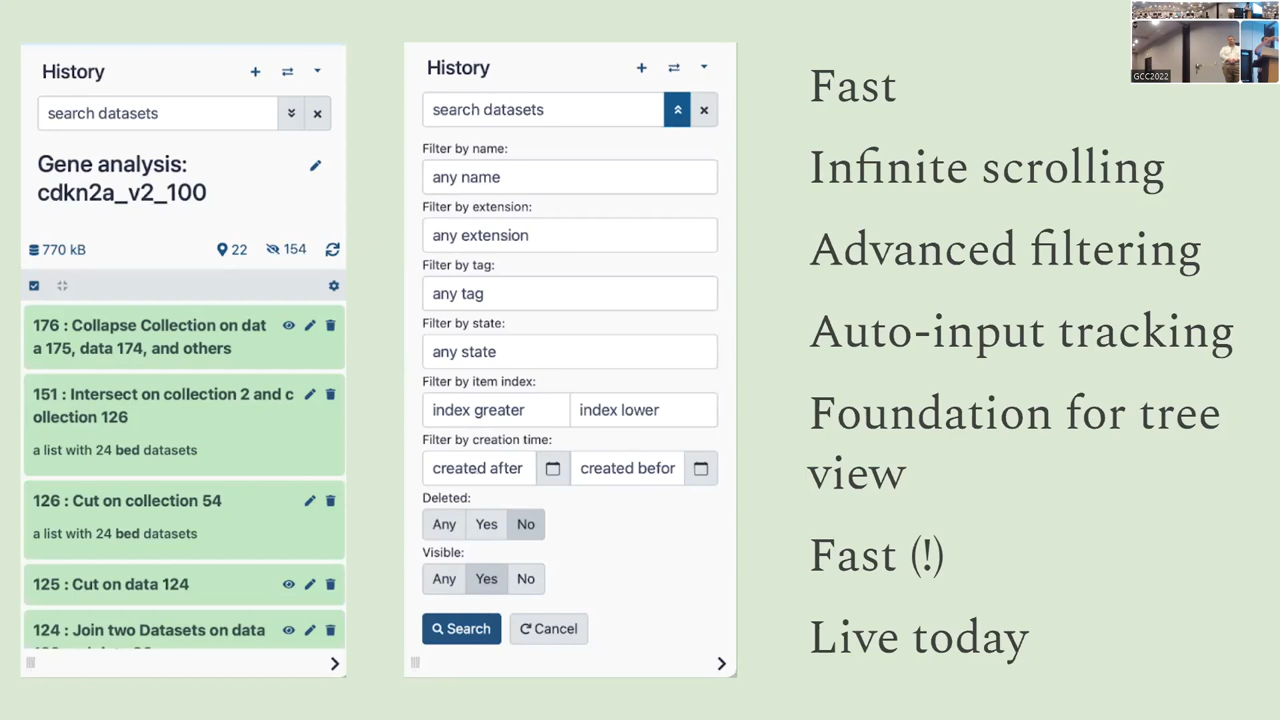 History
search datasets
Gene analysis:
cdkn2a_v2_100
770 kB 22 154
176 : Collapse Collection on dat
a 175, data 174, and others
151 : Intersect on collection 2 and c
ollection 126
a list with 24 bed datasets
126 : Cut on collection 54
a list with 24 bed datasets
125 : Cut on data 124
124 : Join two Datasets on data
History
search datasets
Filter by name:
any name
Filter by extension:
any extension
Filter by tag:
any tag
Filter by state:
any state
Filter by item index:
index greater index lower
Filter by creation time:
created after created befor
Deleted:
Any Yes No
Visible:
Any Yes No
Search Cancel
Fast
Infinite scrolling
Advanced filtering
Auto-input tracking
Foundation for tree
view
Fast (!)
Live today
GCC2022